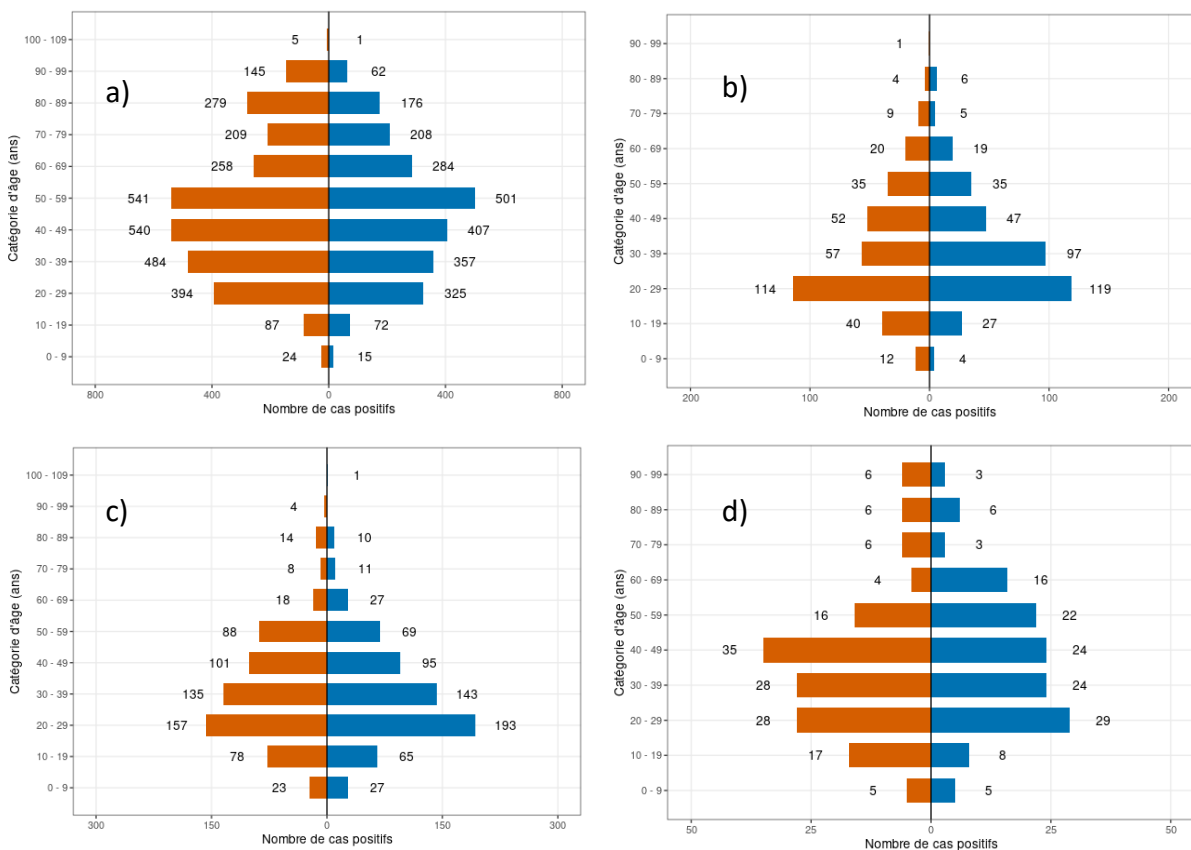 a)
Catégorie d'âge (ans)
100 - 109 5 1
90 - 99 145 62
80 - 89 279 176
70 - 79 209 208
60 - 69 258 284
50 - 59 541 501
40 - 49 540 407
30 - 39 484 357
20 - 29 394 325
10 - 19 87 72
0 - 9 24 15
800 400 0 400 800
Nombre de cas positifs
b)
Catégorie d'âge (ans)
90 - 99 1
80 - 89 4 6
70 - 79 9 5
60 - 69 20 19
50 - 59 35 35
40 - 49 52 47
30 - 39 57 97
20 - 29 114 119
10 - 19 40 27
0 - 9 12 4
200 100 0 100 200
Nombre de cas positifs
c)
Catégorie d'âge (ans)
100 - 109 1
90 - 99 4
80 - 89 14 10
70 - 79 8 11
60 - 69 18 27
50 - 59 88 69
40 - 49 101 95
30 - 39 135 143
20 - 29 157 193
10 - 19 78 65
0 - 9 23 27
300 150 0 150 300
Nombre de cas positifs
d)
Catégorie d'âge (ans)
90 - 99 6 3
80 - 89 6 6
70 - 79 6 3
60 - 69 4 16
50 - 59 16 22
40 - 49 35 24
30 - 39 28 24
20 - 29 28 29
10 - 19 17 8
0 - 9 5 5
50 25 0 25 50
Nombre de cas positifs